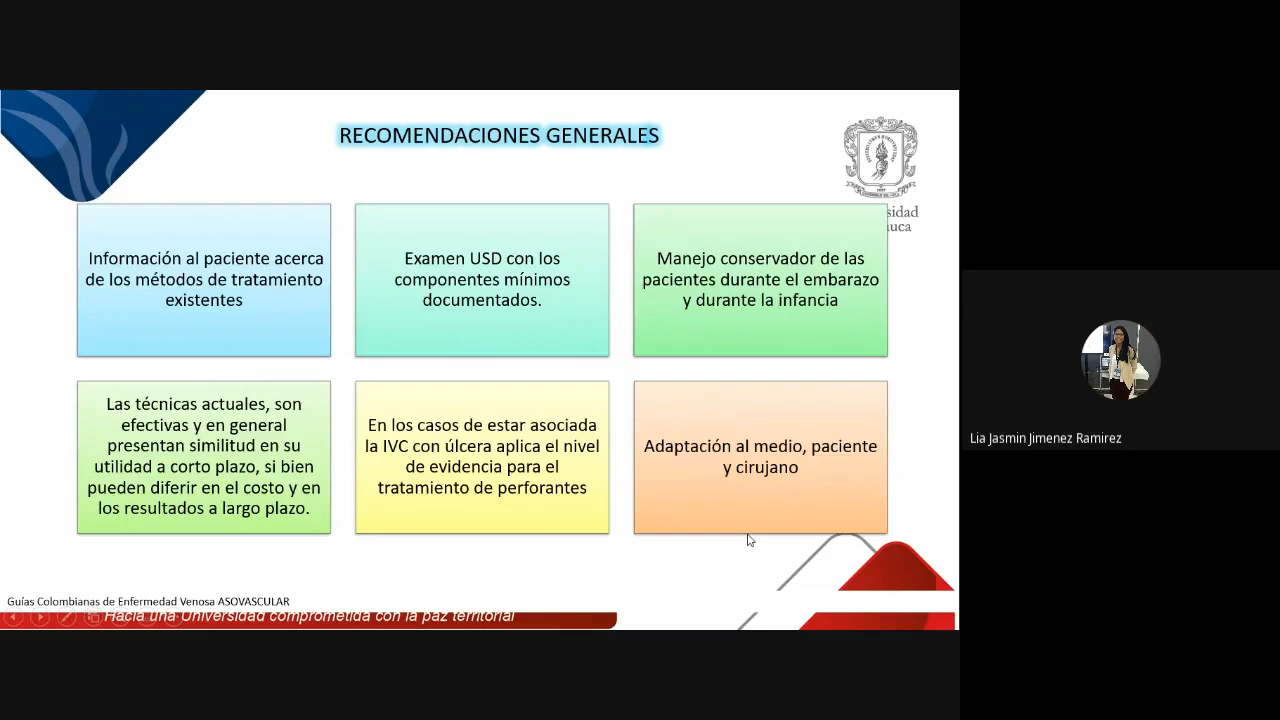 RECOMENDACIONES GENERALES
sidad
auca
Información al paciente acerca
de los métodos de tratamiento
existentes
Examen USD con los
componentes mínimos
documentados.
Manejo conservador de las
pacientes durante el embarazo
y durante la infancia
Las técnicas actuales, son
efectivas y en general
presentan similitud en su
utilidad a corto plazo, si bien
pueden diferir en el costo y en
los resultados a largo plazo.
En los casos de estar asociada
la IVC con úlcera aplica el nivel
de evidencia para el
tratamiento de perforantes
Adaptación al medio, paciente
y cirujano
Guías Colombianas de Enfermedad Venosa ASOVASCULAR
Hacia una Universidad comprometida con la paz territorial
Lia Jasmin Jimenez Ramirez